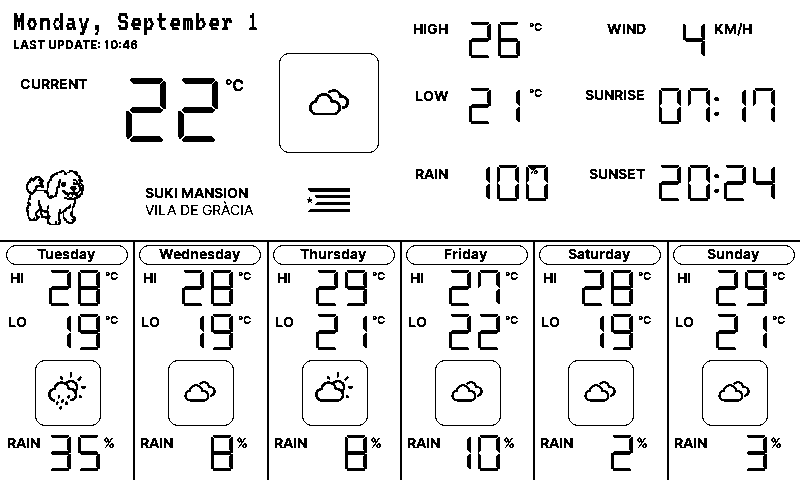 Monday, September 1
LAST UPDATE: 10:46
CURRENT 22 °C
SUKI MANSION
VILA DE GRÀCIA
HIGH 26 °C
LOW 21 °C
RAIN 100 %
WIND 4 KM/H
SUNRISE 07:17
SUNSET 20:24
Tuesday
HI 28 °C
LO 19 °C
RAIN 35 %
Wednesday
HI 28 °C
LO 19 °C
RAIN 8 %
Thursday
HI 29 °C
LO 21 °C
RAIN 8 %
Friday
HI 27 °C
LO 22 °C
RAIN 10 %
Saturday
HI 28 °C
LO 19 °C
RAIN 2 %
Sunday
HI 29 °C
LO 21 °C
RAIN 3 %